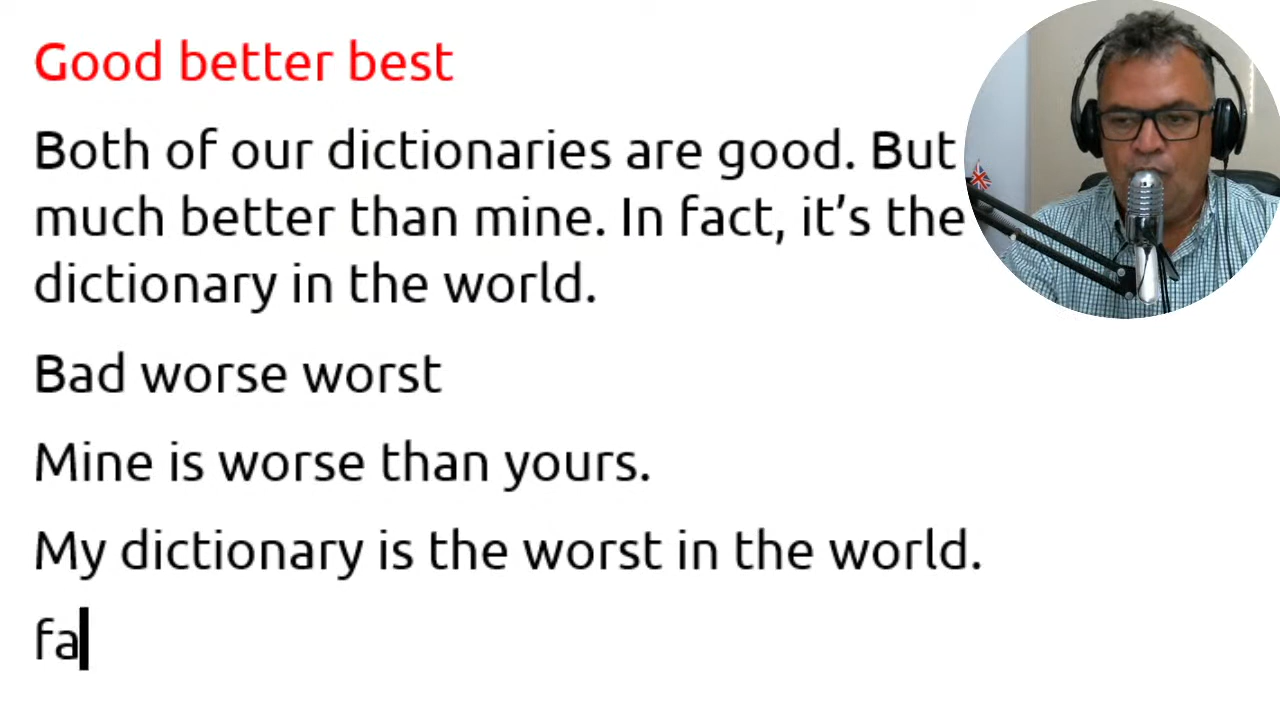 Good better best
Both of our dictionaries are good. But
much better than mine. In fact, it’s the
dictionary in the world.
Bad worse worst
Mine is worse than yours.
My dictionary is the worst in the world.
fa